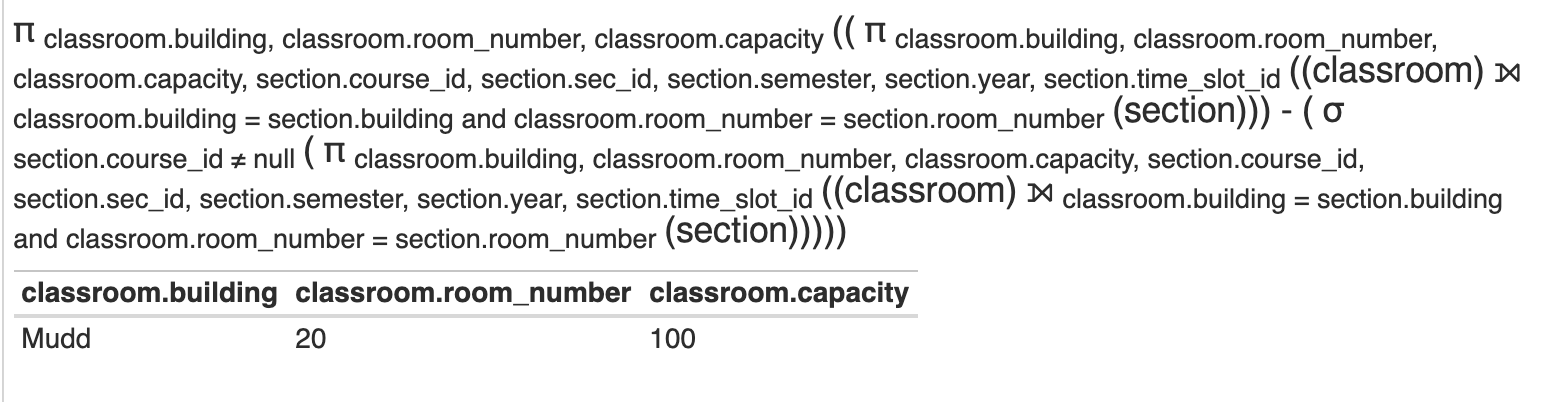 π classroom.building, classroom.room_number, classroom.capacity (( π classroom.building, classroom.room_number,
classroom.capacity, section.course_id, section.sec_id, section.semester, section.year, section.time_slot_id ((classroom) ⟕
classroom.building = section.building and classroom.room_number = section.room_number (section))) - ( σ
section.course_id ≠ null ( π classroom.building, classroom.room_number, classroom.capacity, section.course_id,
section.sec_id, section.semester, section.year, section.time_slot_id ((classroom) ⟕ classroom.building = section.building
and classroom.room_number = section.room_number (section)))))
classroom.building classroom.room_number classroom.capacity
Mudd 20 100